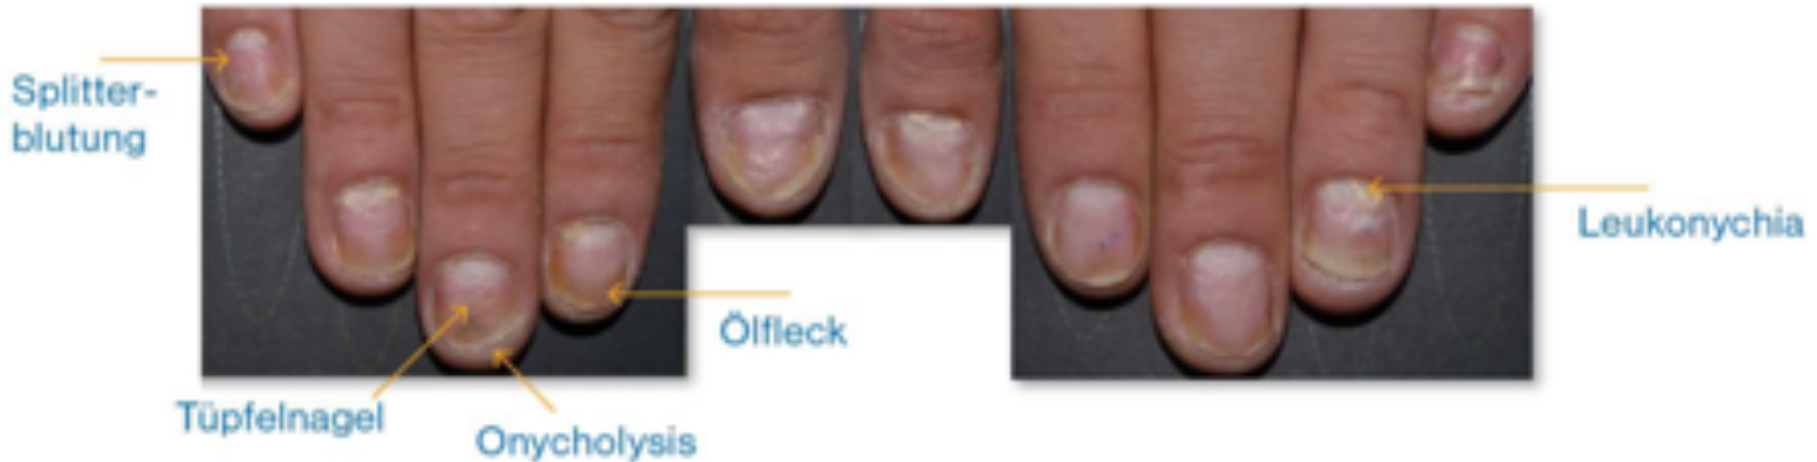 Splitter-
blutung
Leukonychia
Ölfleck
Tüpfelnagel
Onycholysis